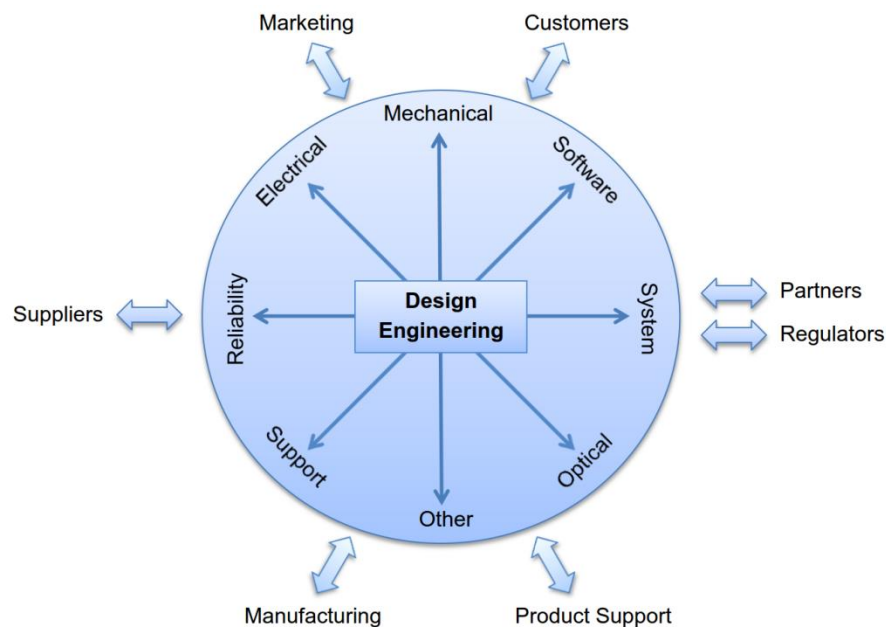 Marketing
Customers
Mechanical
Electrical
Software
Reliability
Design
Engineering
System
Suppliers
Partners
Regulators
Support
Optical
Other
Manufacturing
Product Support